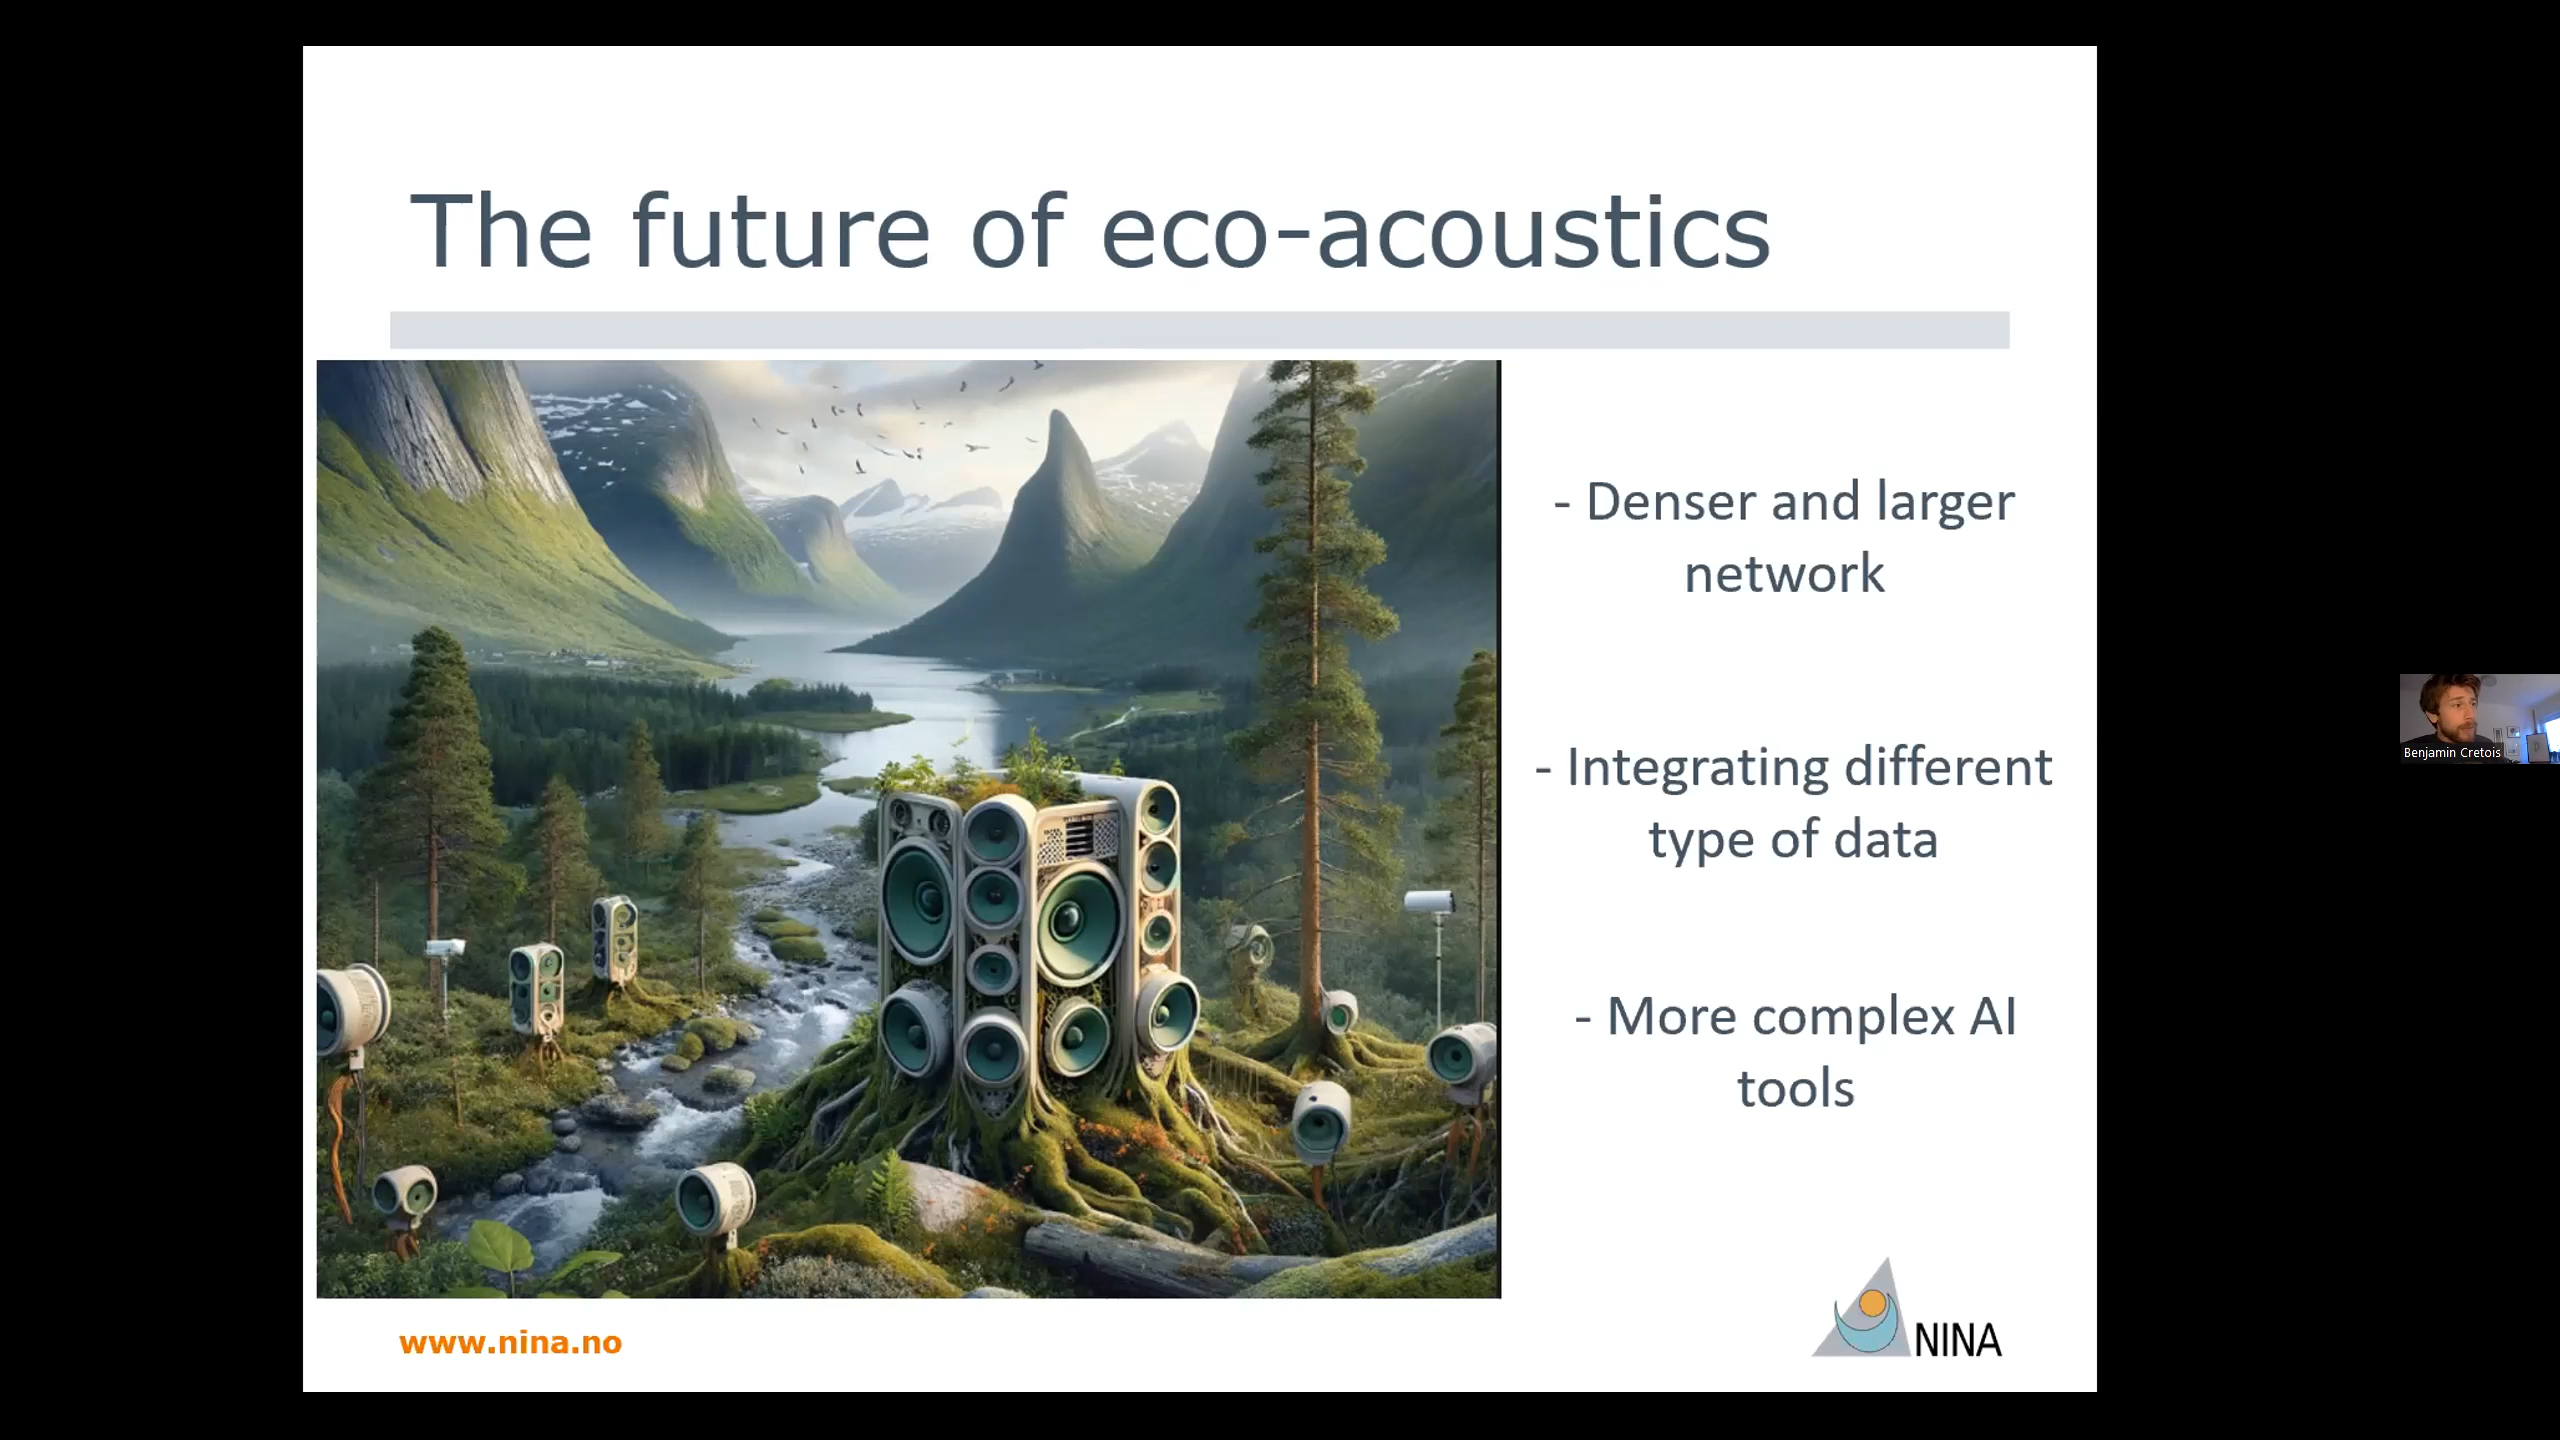 The future of eco-acoustics
- Denser and larger
network
- Integrating different
type of data
- More complex AI
tools
Benjamin Cretois
www.nina.no
NINA